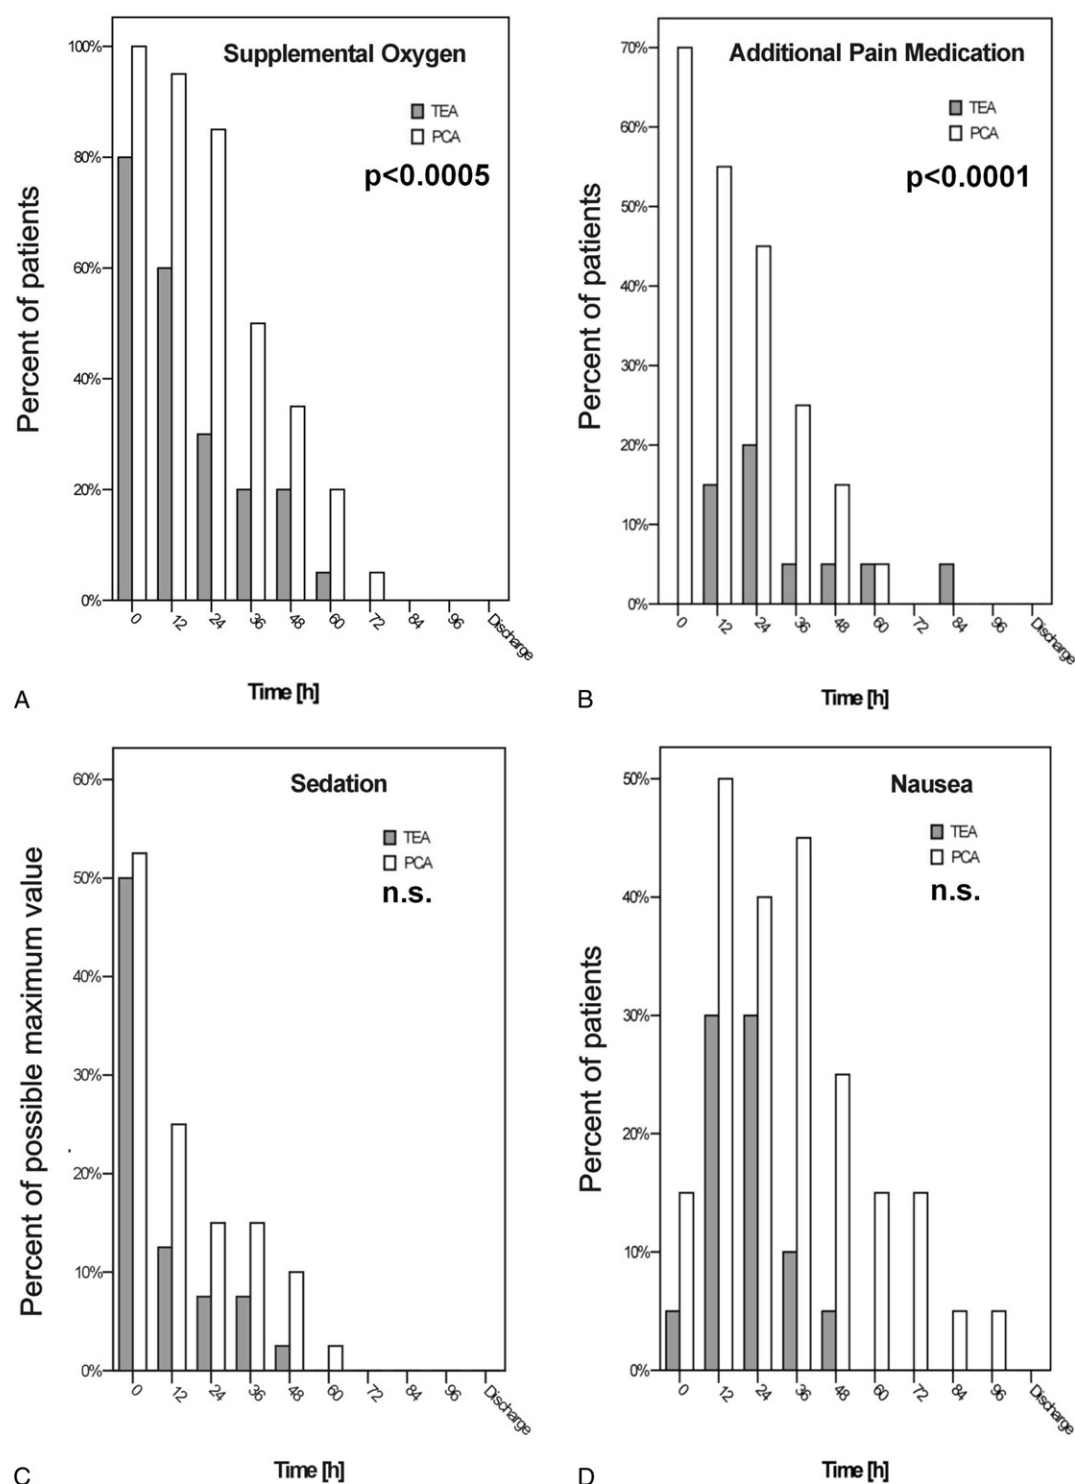 Supplemental Oxygen
TEA
PCA
p<0.0005
Percent of patients
100%
80%
60%
40%
20%
0%
0
12
24
36
48
60
72
84
96
Discharge
Time [h]
A
Additional Pain Medication
TEA
PCA
p<0.0001
Percent of patients
70%
60%
50%
40%
30%
20%
10%
0%
0
12
24
36
48
60
72
84
96
Discharge
Time [h]
B
Sedation
TEA
PCA
n.s.
Percent of possible maximum value
60%
50%
40%
30%
20%
10%
0%
0
12
24
36
48
60
72
84
96
Discharge
Time [h]
C
Nausea
TEA
PCA
n.s.
Percent of patients
50%
40%
30%
20%
10%
0%
0
12
24
36
48
60
72
84
96
Discharge
Time [h]
D